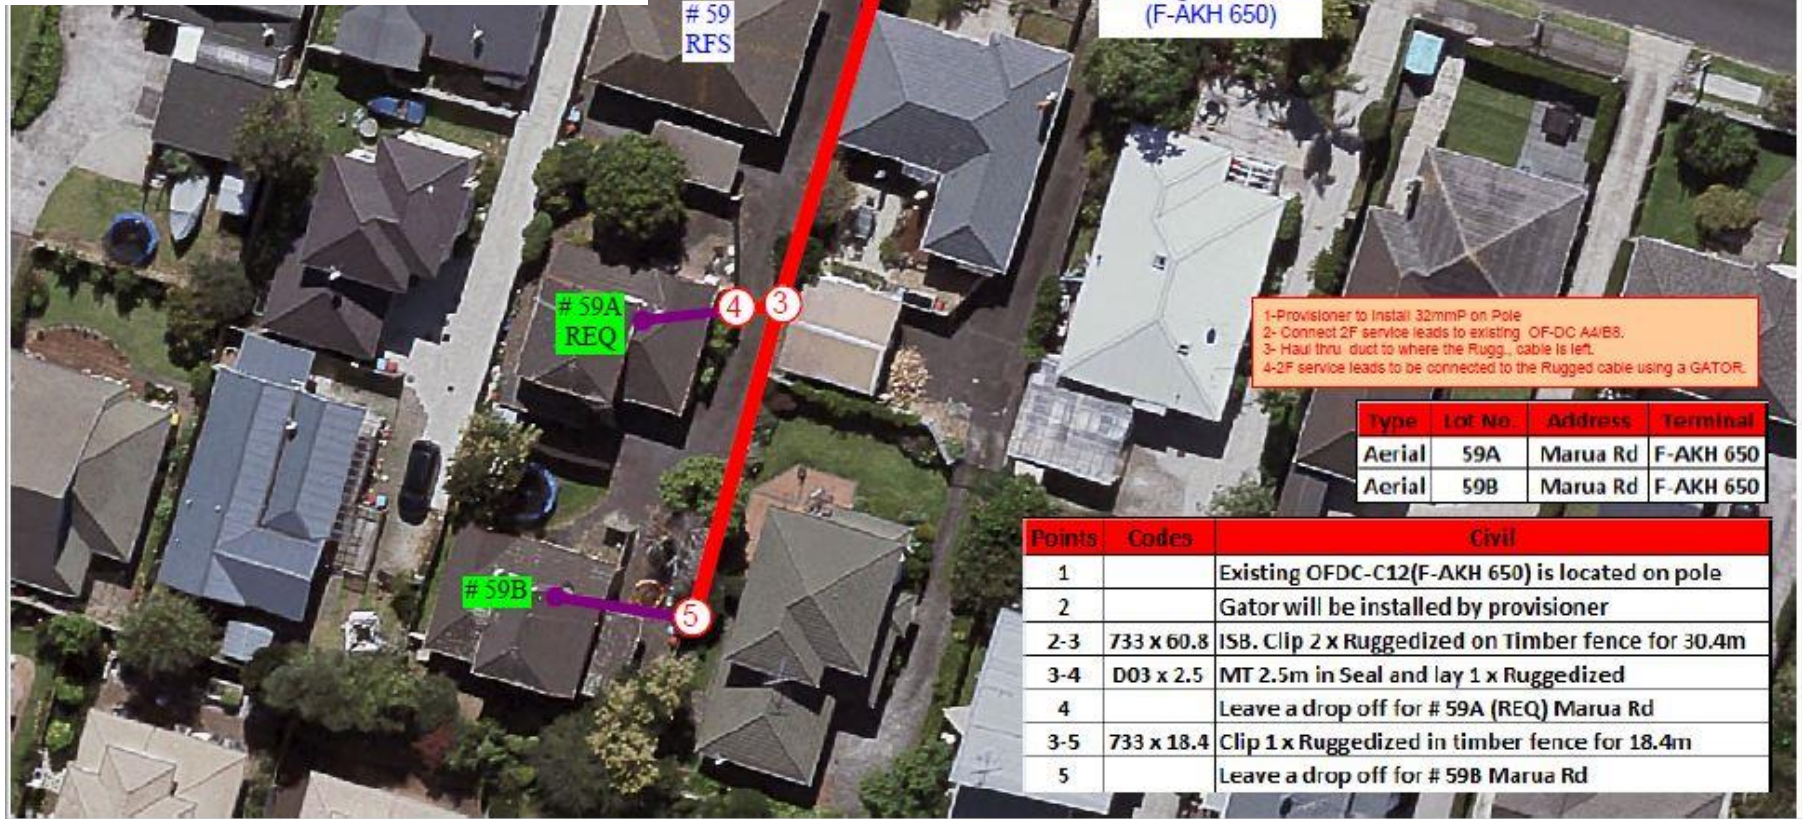 # 59
RFS
(F-AKH 650)
# 59A
REQ
4
3
1-Provisioner to Install 32mmP on Pole
2- Connect 2F service leads to existing OF-DC A4/B8.
3- Haul thru duct to where the Rugg., cable is left.
4-2F service leads to be connected to the Rugged cable using a GATOR.
Type Lot No. Address Terminal
Aerial 59A Marua Rd F-AKH 650
Aerial 59B Marua Rd F-AKH 650
# 59B
5
Points Codes Civil
1 Existing OFDC-C12(F-AKH 650) is located on pole
2 Gator will be installed by provisioner
2-3 733 x 60.8 ISB. Clip 2 x Ruggedized on Timber fence for 30.4m
3-4 D03 x 2.5 MT 2.5m in Seal and lay 1 x Ruggedized
4 Leave a drop off for # 59A (REQ) Marua Rd
3-5 733 x 18.4 Clip 1 x Ruggedized in timber fence for 18.4m
5 Leave a drop off for # 59B Marua Rd